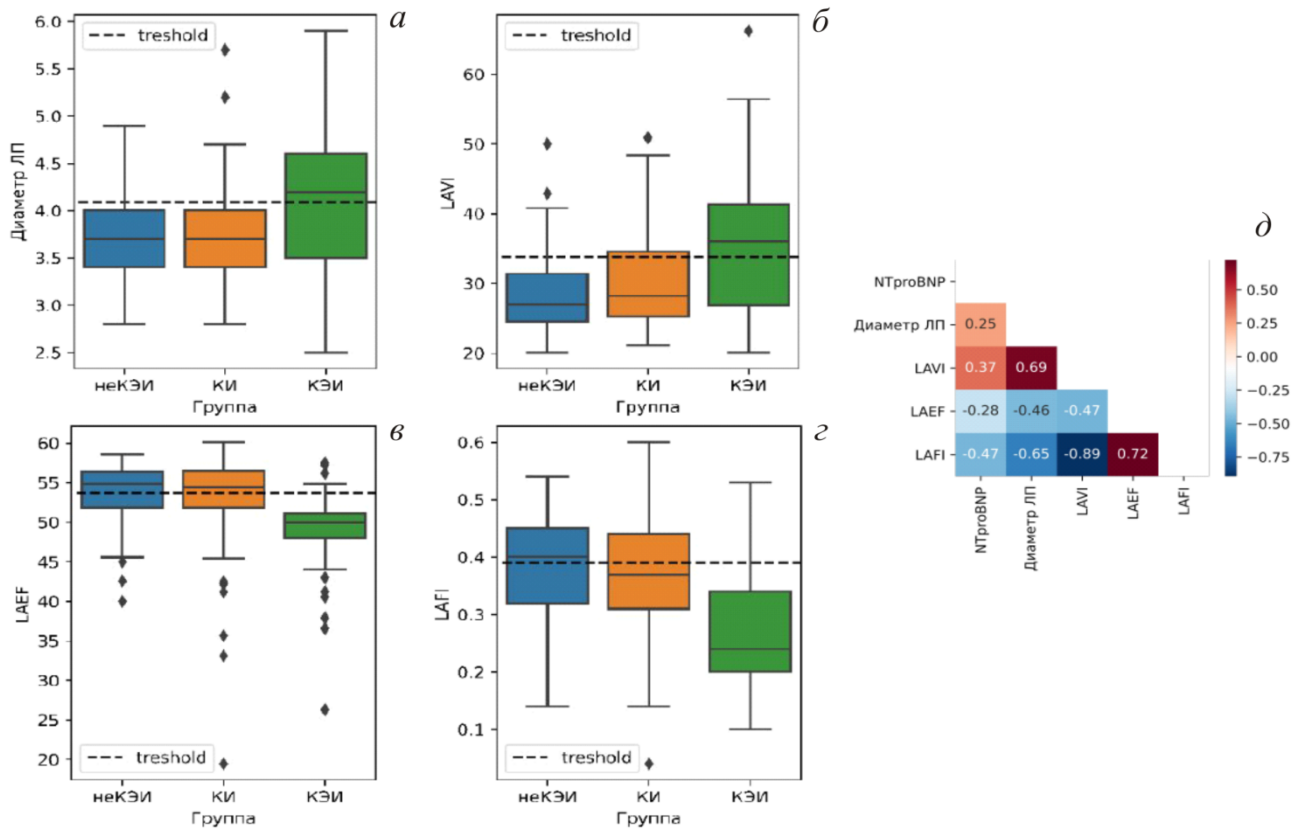 а
treshold
6.0
5.5
5.0
4.5
4.0
3.5
3.0
2.5
Диаметр ЛП
неКЭИ КИ КЭИ
Группа
б
treshold
60
50
40
30
20
LAVI
неКЭИ КИ КЭИ
Группа
в
60
55
50
45
40
35
30
25
20
LAEF
treshold
неКЭИ КИ КЭИ
Группа
г
0.6
0.5
0.4
0.3
0.2
0.1
LAFI
treshold
неКЭИ КИ КЭИ
Группа
д
NTproBNP
Диаметр ЛП 0.25
LAVI 0.37 0.69
LAEF -0.28 -0.46 -0.47
LAFI -0.47 -0.65 -0.89 0.72
NTproBNP Диаметр ЛП LAVI LAEF LAFI
0.50
0.25
0.00
−0.25
−0.50
−0.75